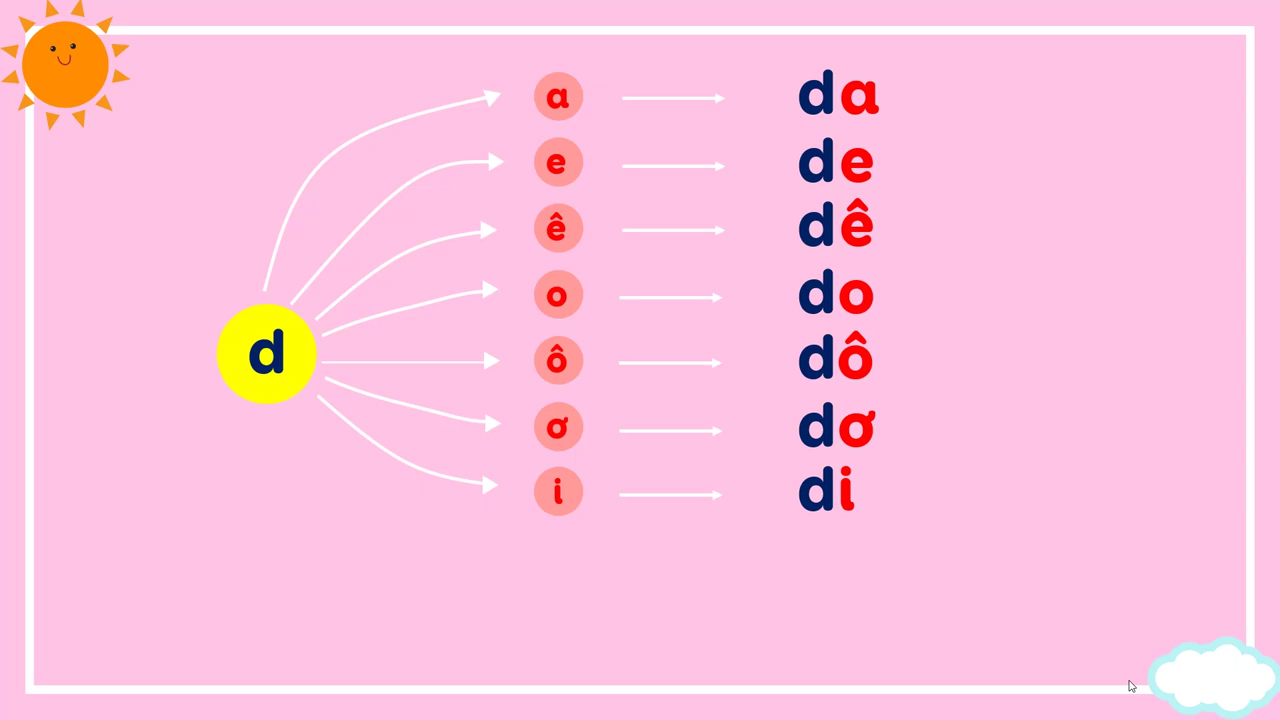 a da
e de
ê dê
o do
d ô dô
ơ dơ
i di